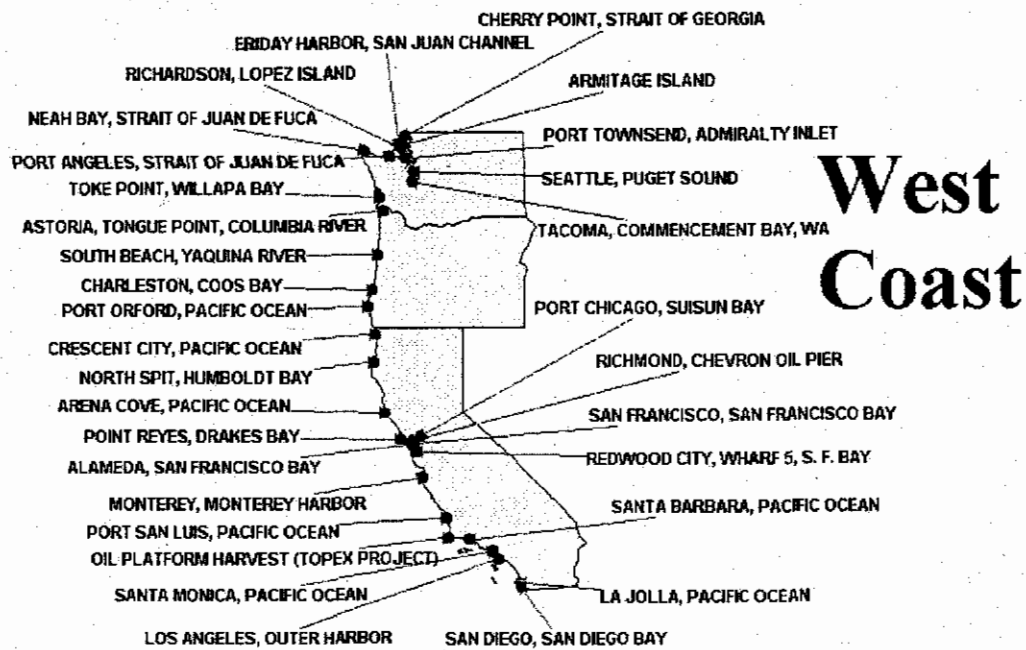 CHERRY POINT, STRAIT OF GEORGIA
ERIDAY HARBOR, SAN JUAN CHANNEL
RICHARDSON, LOPEZ ISLAND
ARMITAGE ISLAND
NEAH BAY, STRAIT OF JUAN DE FUCA
PORT TOWNSEND, ADMIRALTY INLET
PORT ANGELES, STRAIT OF JUAN DE FUCA
SEATTLE, PUGET SOUND
TOKE POINT, WILLAPA BAY
ASTORIA, TONGUE POINT, COLUMBIA RIVER
TACOMA, COMMENCEMENT BAY, WA
West
Coast
SOUTH BEACH, YAQUINA RIVER
CHARLESTON, COOS BAY
PORT ORFORD, PACIFIC OCEAN
PORT CHICAGO, SUISUN BAY
CRESCENT CITY, PACIFIC OCEAN
RICHMOND, CHEVRON OIL PIER
NORTH SPIT, HUMBOLDT BAY
ARENA COVE, PACIFIC OCEAN
SAN FRANCISCO, SAN FRANCISCO BAY
POINT REYES, DRAKES BAY
REDWOOD CITY, WHARF 5, S. F. BAY
ALAMEDA, SAN FRANCISCO BAY
MONTEREY, MONTEREY HARBOR
SANTA BARBARA, PACIFIC OCEAN
PORT SAN LUIS, PACIFIC OCEAN
OIL PLATFORM HARVEST (TOPEX PROJECT)
SANTA MONICA, PACIFIC OCEAN
LA JOLLA, PACIFIC OCEAN
LOS ANGELES, OUTER HARBOR
SAN DIEGO, SAN DIEGO BAY